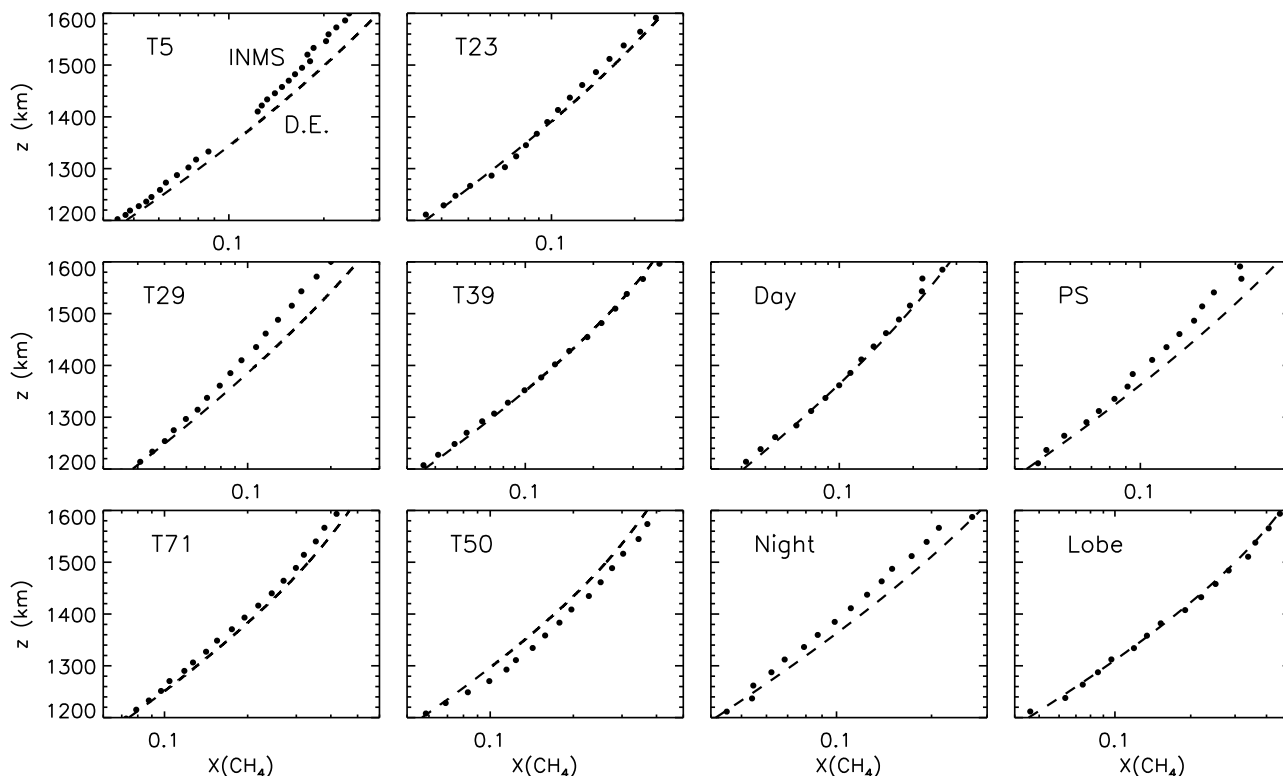 1600
1500
1400
1300
1200
z (km)
T5
INMS
D.E.
0.1
T23
0.1
1600
1500
1400
1300
1200
z (km)
T29
0.1
T39
0.1
Day
0.1
PS
0.1
1600
1500
1400
1300
1200
z (km)
T71
0.1
X(CH₄)
T50
0.1
X(CH₄)
Night
0.1
X(CH₄)
Lobe
0.1
X(CH₄)